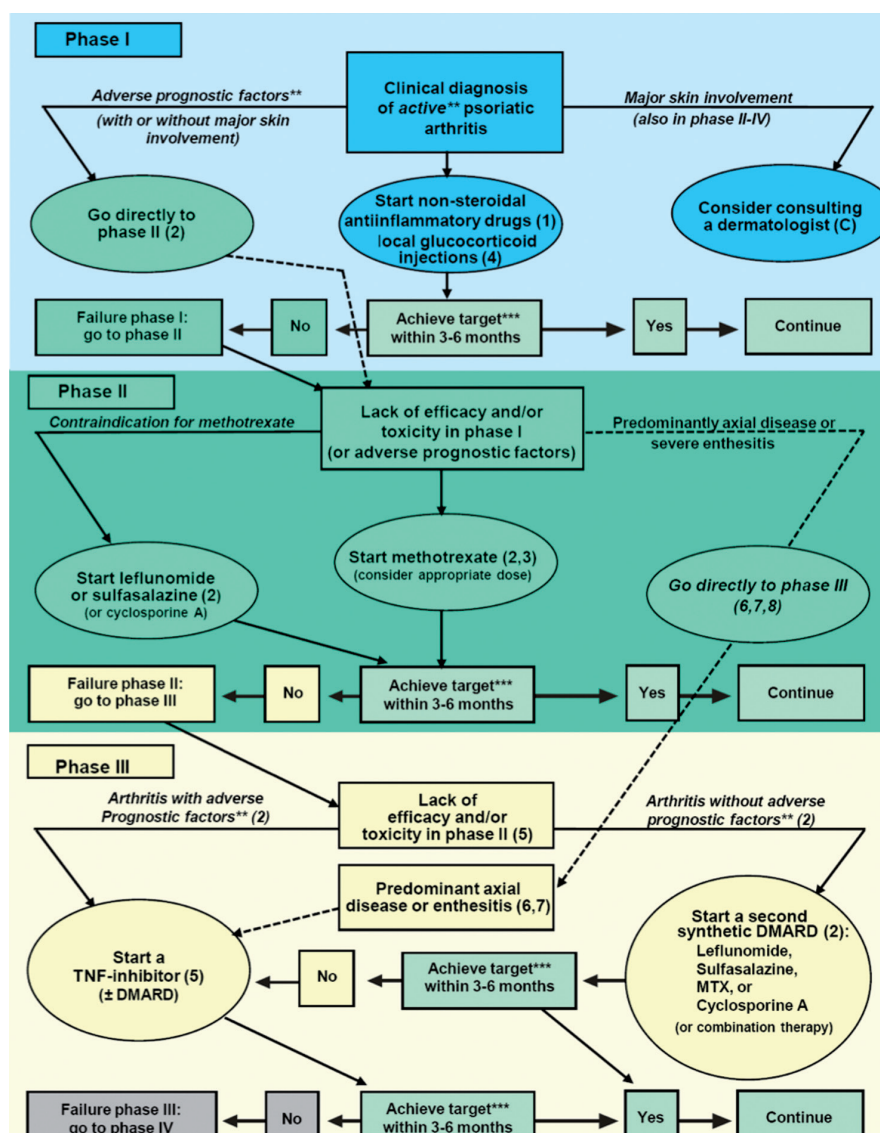 Phase I
Clinical diagnosis
of active** psoriatic
arthritis
Adverse prognostic factors**
(with or without major skin
involvement)
Major skin involvement
(also in phase II-IV)
Go directly to
phase II (2)
Start non-steroidal
antiinflammatory drugs (1)
local glucocorticoid
injections (4)
Consider consulting
a dermatologist (C)
Failure phase I:
go to phase II
No
Achieve target***
within 3-6 months
Yes
Continue
Phase II
Contraindication for methotrexate
Lack of efficacy and/or
toxicity in phase I
(or adverse prognostic factors)
Predominantly axial disease or
severe enthesitis
Start leflunomide
or sulfasalazine (2)
(or cyclosporine A)
Start methotrexate (2,3)
(consider appropriate dose)
Go directly to phase III
(6,7,8)
Failure phase II:
go to phase III
No
Achieve target***
within 3-6 months
Yes
Continue
Phase III
Arthritis with adverse
Prognostic factors** (2)
Lack of
efficacy and/or
toxicity in phase II (5)
Arthritis without adverse
prognostic factors** (2)
Predominant axial
disease or enthesitis (6,7)
Start a
TNF-inhibitor (5)
(± DMARD)
No
Achieve target***
within 3-6 months
Start a second
synthetic DMARD (2):
Leflunomide,
Sulfasalazine,
MTX, or
Cyclosporine A
(or combination therapy)
Failure phase III:
go to phase IV
No
Achieve target***
within 3-6 months
Yes
Continue